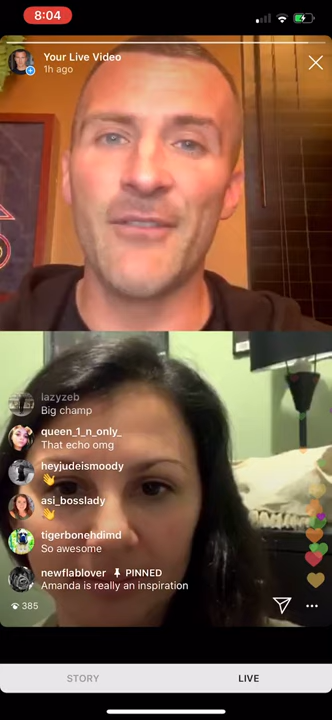 8:04
Your Live Video
1h ago
lazyzeb
Big champ
queen_1_n_only_
That echo omg
heyjudeismoody
👋
asi_bosslady
👋
tigerbonehdimd
So awesome
newflablover PINNED
Amanda is really an inspiration
385
STORY LIVE